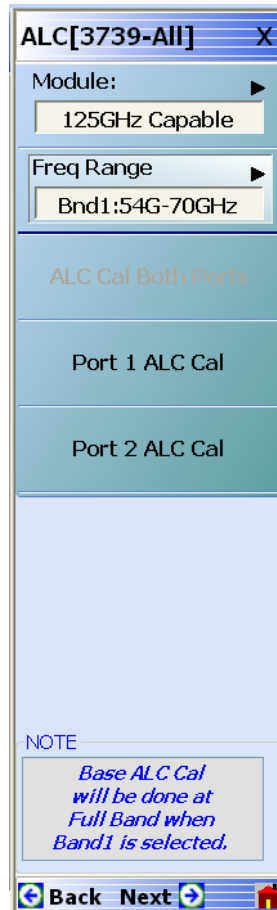 ALC[3739-All] X
Module:
125GHz Capable
Freq Range
Bnd1:54G-70GHz
ALC Cal Both Ports
Port 1 ALC Cal
Port 2 ALC Cal
NOTE
Base ALC Cal
will be done at
Full Band when
Band1 is selected.
Back Next